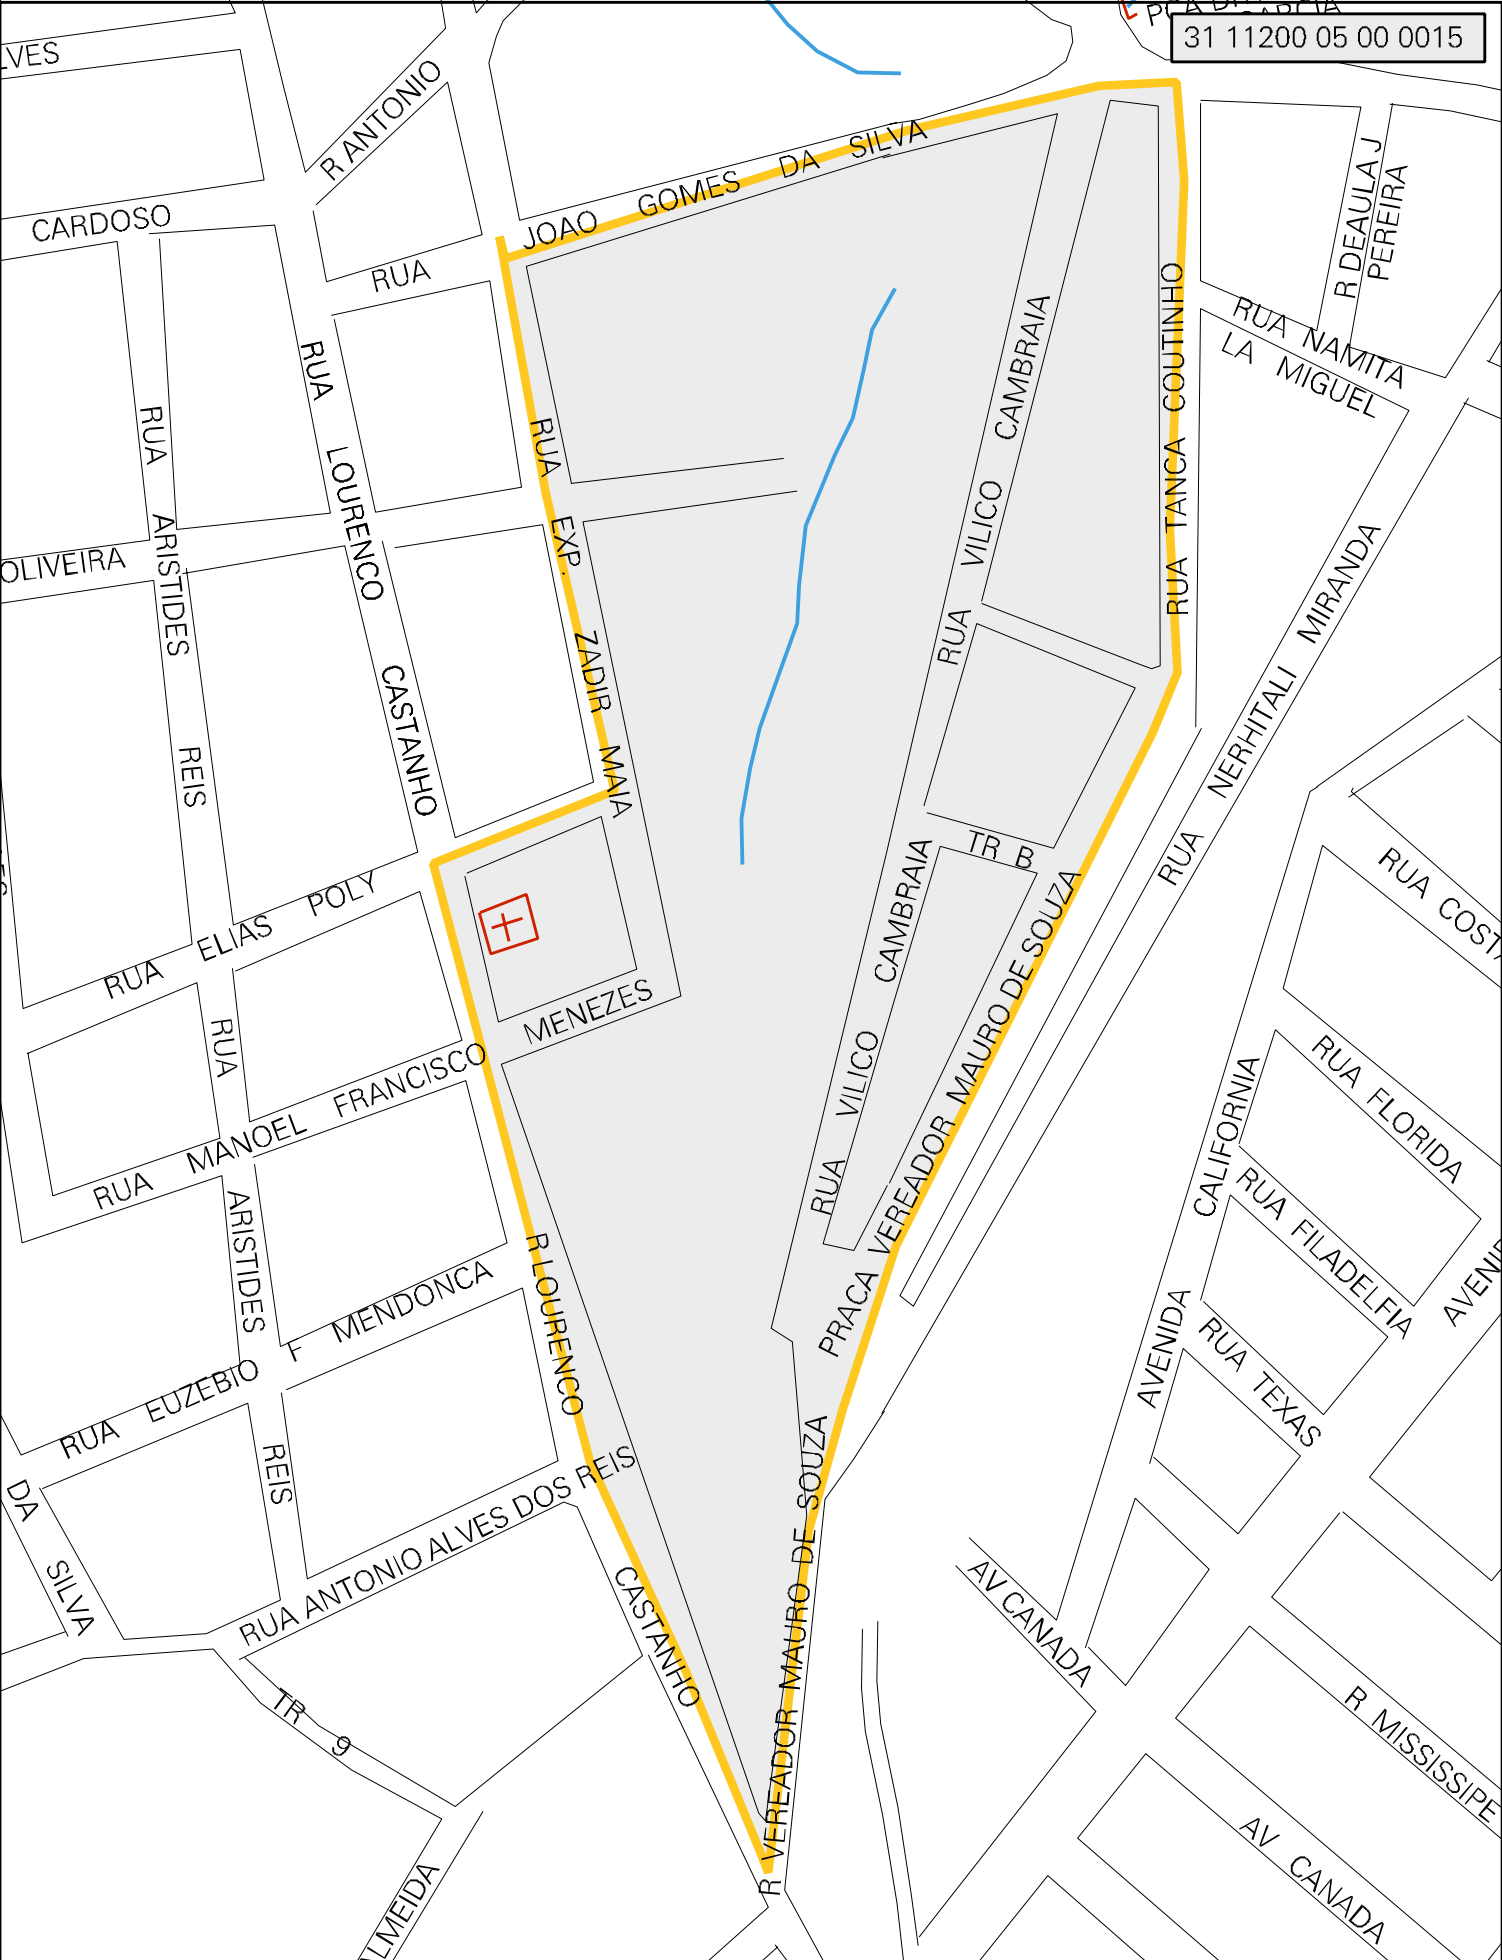 31 11200 05 00 0015
R ANTONIO
CARDOSO
RUA
JOAO GOMES DA SILVA
R DEAULA J
PEREIRA
RUA NAMITA
LA MIGUEL
RUA TANCA COUTINHO
RUA VILICO CAMBRAIA
RUA LOURENCO CASTANHO
RUA ARISTIDES REIS
OLIVEIRA
RUA EXP. ZADIR MAIA
RUA NERHITALI MIRANDA
TR B
RUA ELIAS POLY
RUA VILICO CAMBRAIA
PRACA VEREADOR MAURO DE SOUZA
RUA MANOEL FRANCISCO MENEZES
RUA ARISTIDES REIS
RUA FLORIDA
AVENIDA CALIFORNIA
RUA FILADELFIA
RUA TEXAS
RUA EUZEBIO F MENDONCA
R LOURENCO CASTANHO
DA SILVA
RUA ANTONIO ALVES DOS REIS
R VEREADOR MAURO DE SOUZA
AV CANADA
TR 9
R MISSISSIPE
AV CANADA